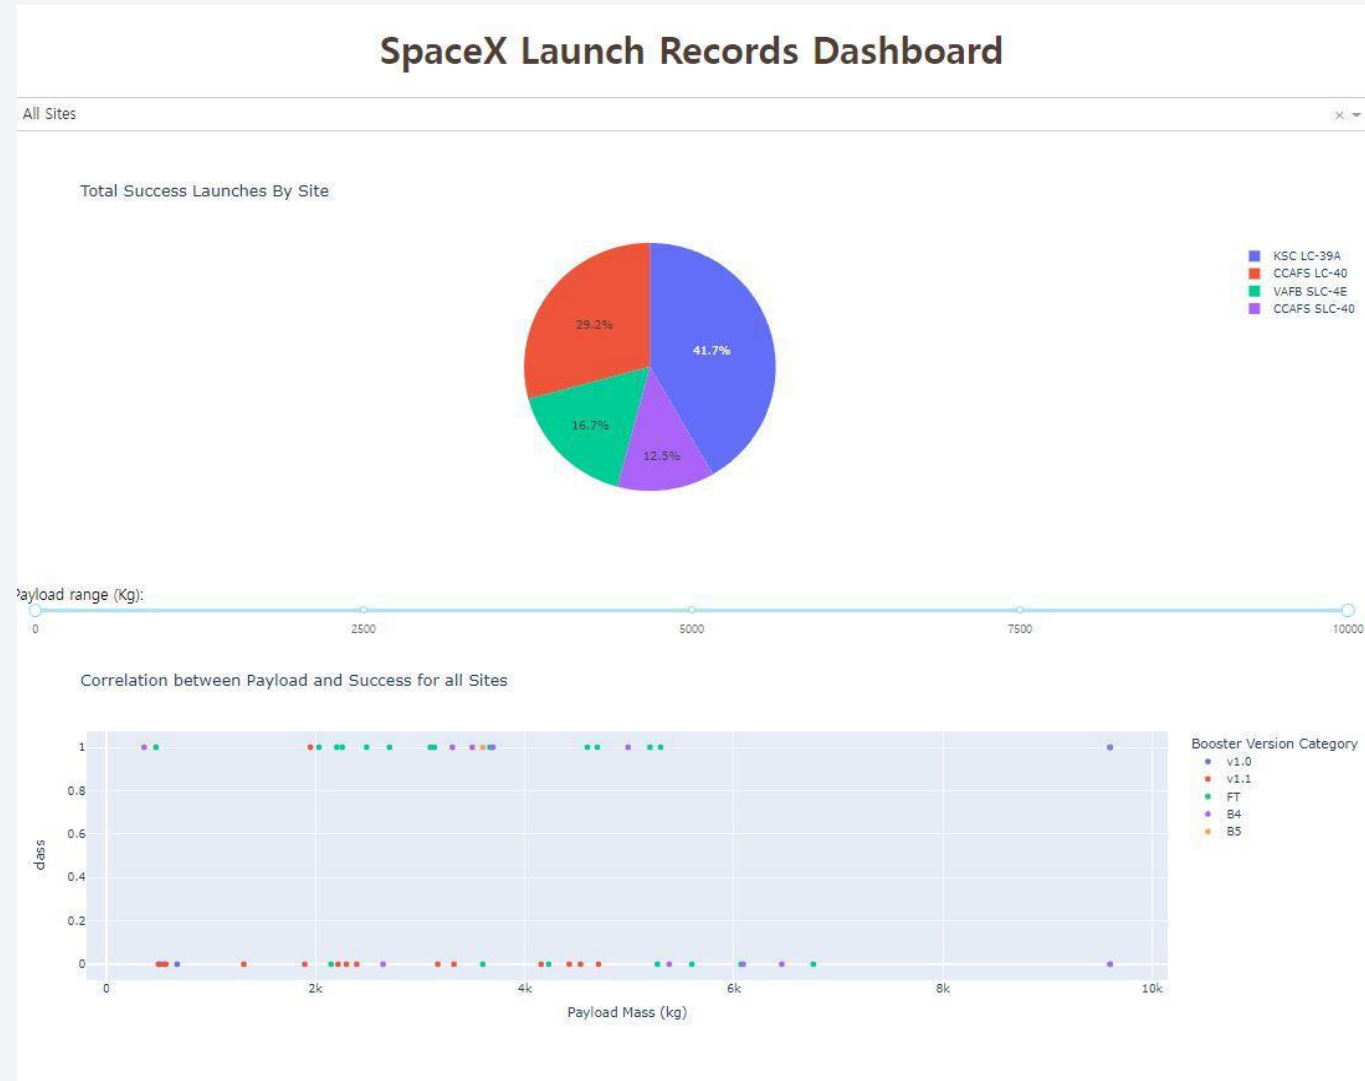 SpaceX Launch Records Dashboard
All Sites
× 
Total Success Launches By Site
KSC LC-39A
CCAFS LC-40
VAFB SLC-4E
CCAFS SLC-40
29.2%
41.7%
16.7%
12.5%
Payload range (Kg):
0 2500 5000 7500 10000
Correlation between Payload and Success for all Sites
Booster Version Category
v1.0
v1.1
FT
B4
B5
class
1
0.8
0.6
0.4
0.2
0
0 2k 4k 6k 8k 10k
Payload Mass (kg)